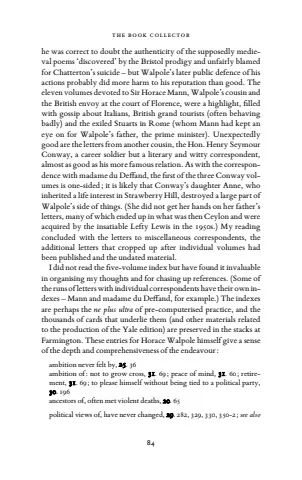 THE BOOK COLLECTOR
he was correct to doubt the authenticity of the supposedly medie-
val poems ‘discovered’ by the Bristol prodigy and unfairly blamed
for Chatterton’s suicide – but Walpole’s later public defence of his
actions probably did more harm to his reputation than good. The
eleven volumes devoted to Sir Horace Mann, Walpole’s cousin and
the British envoy at the court of Florence, were a highlight, filled
with gossip about Italians, British grand tourists (often behaving
badly) and the exiled Stuarts in Rome (whom Mann had kept an
eye on for Walpole’s father, the prime minister). Unexpectedly
good are the letters from another cousin, the Hon. Henry Seymour
Conway, a career soldier but a literary and witty correspondent,
almost as good as his more famous relation. As with the correspon-
dence with madame du Deffand, the first of the three Conway vol-
umes is one-sided; it is likely that Conway’s daughter Anne, who
inherited a life interest in Strawberry Hill, destroyed a large part of
Walpole’s side of things. (She did not get her hands on her father’s
letters, many of which ended up in what was then Ceylon and were
acquired by the insatiable Lefty Lewis in the 1950s.) My reading
concluded with the letters to miscellaneous correspondents, the
additional letters that cropped up after individual volumes had
been published and the undated material.
I did not read the five-volume index but have found it invaluable
in organising my thoughts and for chasing up references. (Some of
the runs of letters with individual correspondents have their own in-
dexes – Mann and madame du Deffand, for example.) The indexes
are perhaps the ne plus ultra of pre-computerised practice, and the
thousands of cards that underlie them (and other materials related
to the production of the Yale edition) are preserved in the stacks at
Farmington. These entries for Horace Walpole himself give a sense
of the depth and comprehensiveness of the endeavour:
ambition never felt by, 25. 36
ambition of: not to grow cross, 31. 69; peace of mind, 31. 60; retire-
ment, 31. 69; to please himself without being tied to a political party,
30. 196
ancestors of, often met violent deaths, 20. 65
political views of, have never changed, 29. 282, 329, 330, 350–2; see also
84